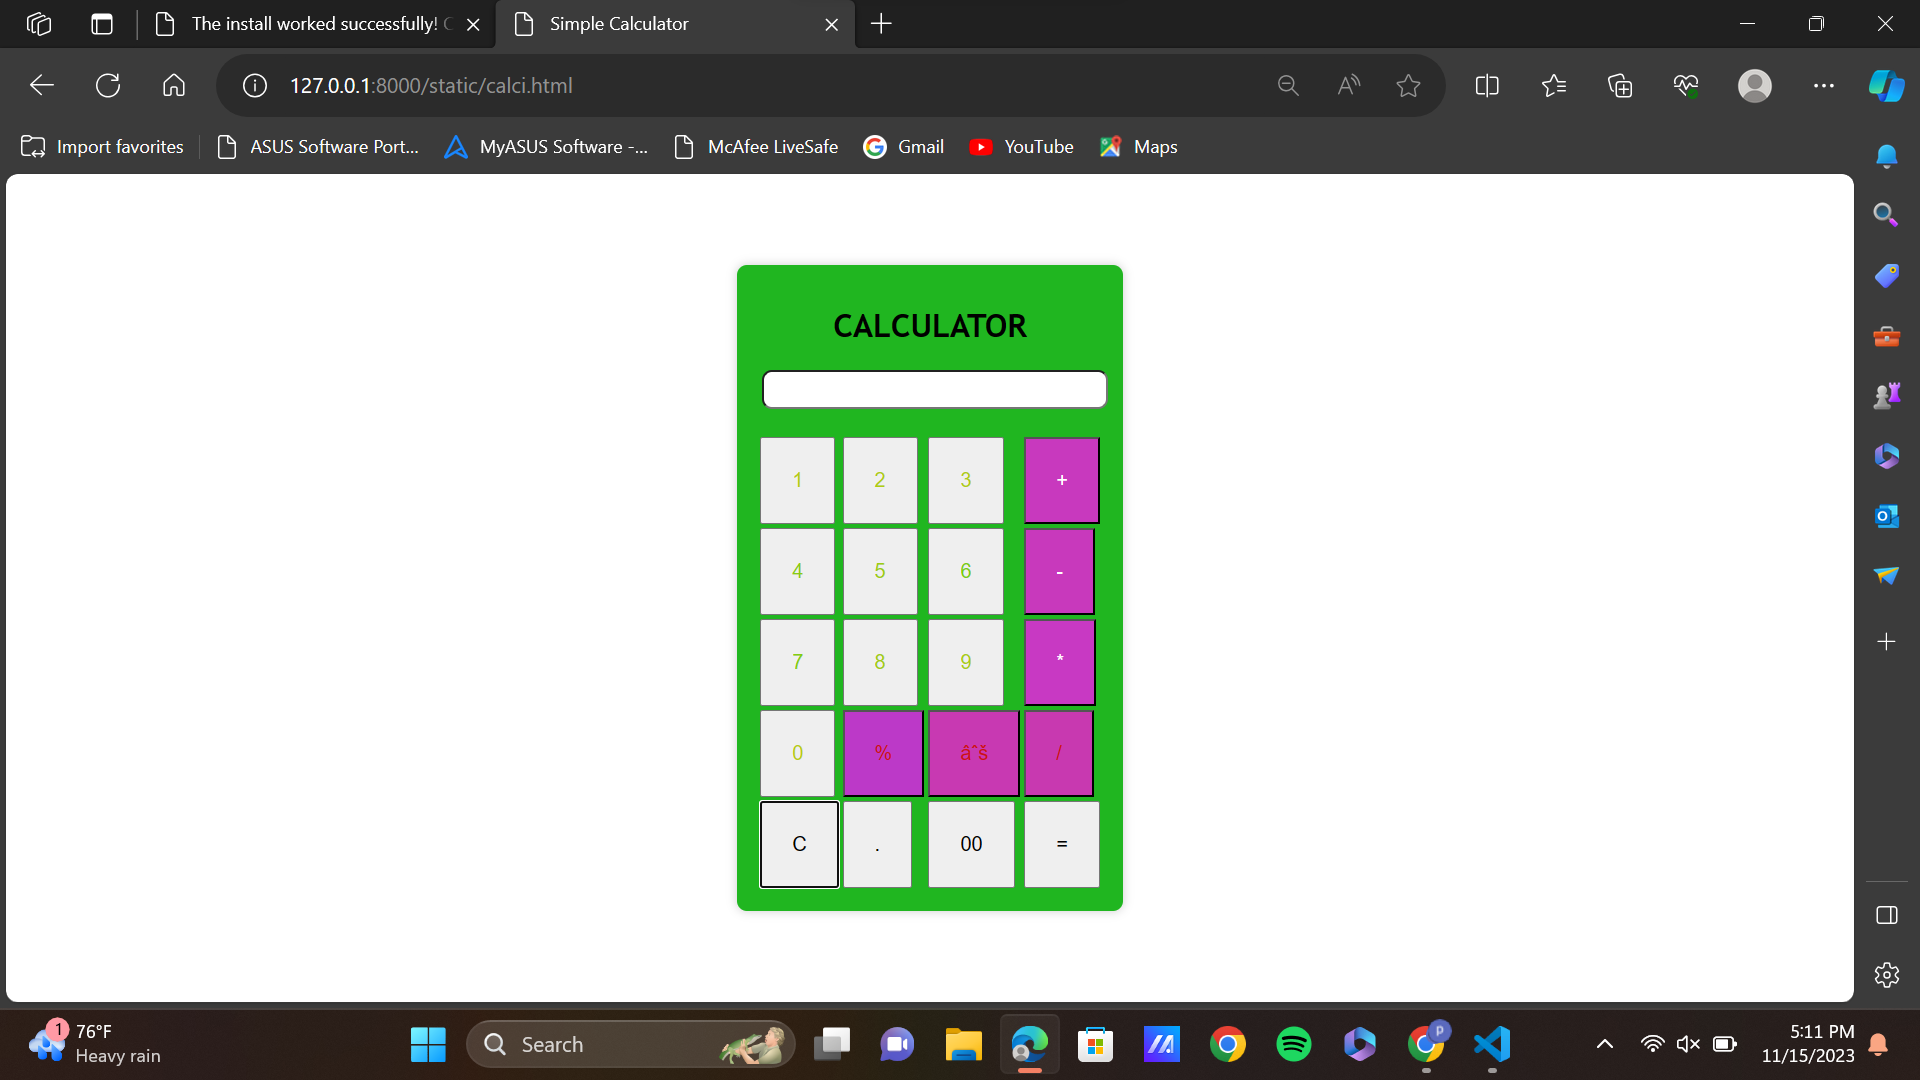 The install worked successfully! C
Simple Calculator
127.0.0.1:8000/static/calci.html
Import favorites
ASUS Software Port...
MyASUS Software -...
McAfee LiveSafe
Gmail
YouTube
Maps
CALCULATOR
1 2 3 +
4 5 6 -
7 8 9 *
0 % âˆš /
C . 00 =
1
76°F
Heavy rain
Search
P
5:11 PM
11/15/2023